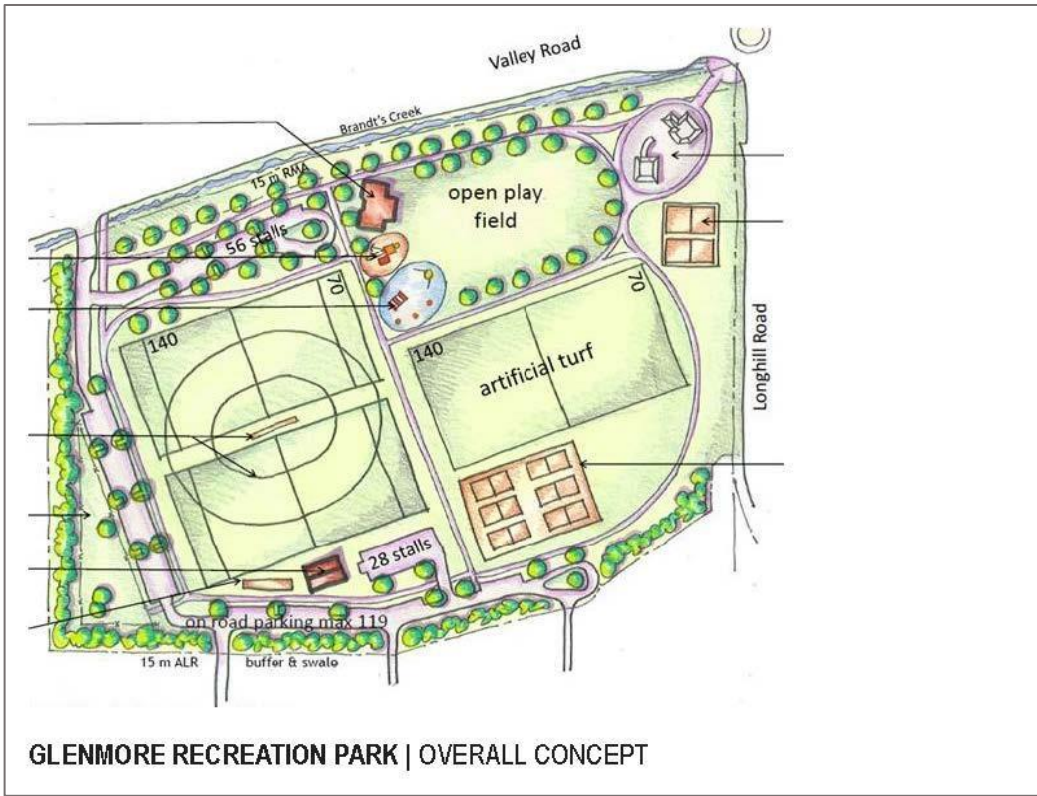 Valley Road
Brandt's Creek
15 m RMA
open play
field
56 stalls
70
70
140
140
artificial turf
Longhill Road
28 stalls
on road parking max 119
15 m ALR
buffer & swale
GLENMORE RECREATION PARK | OVERALL CONCEPT